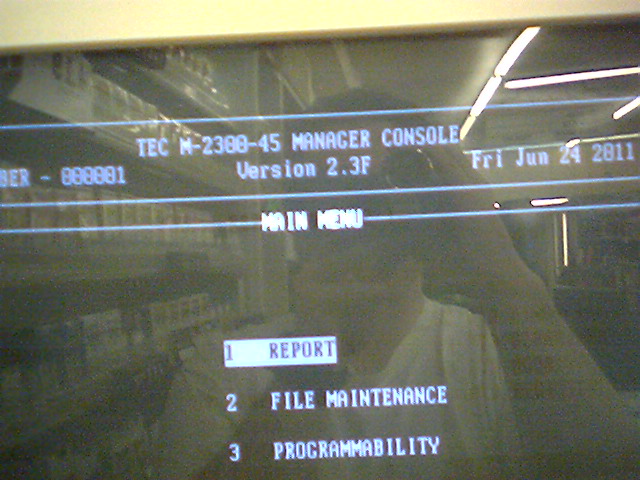 TEC M-2300-45 MANAGER CONSOLE
BER - 000001 Version 2.3F Fri Jun 24 2011
MAIN MENU
1 REPORT
2 FILE MAINTENANCE
3 PROGRAMMABILITY